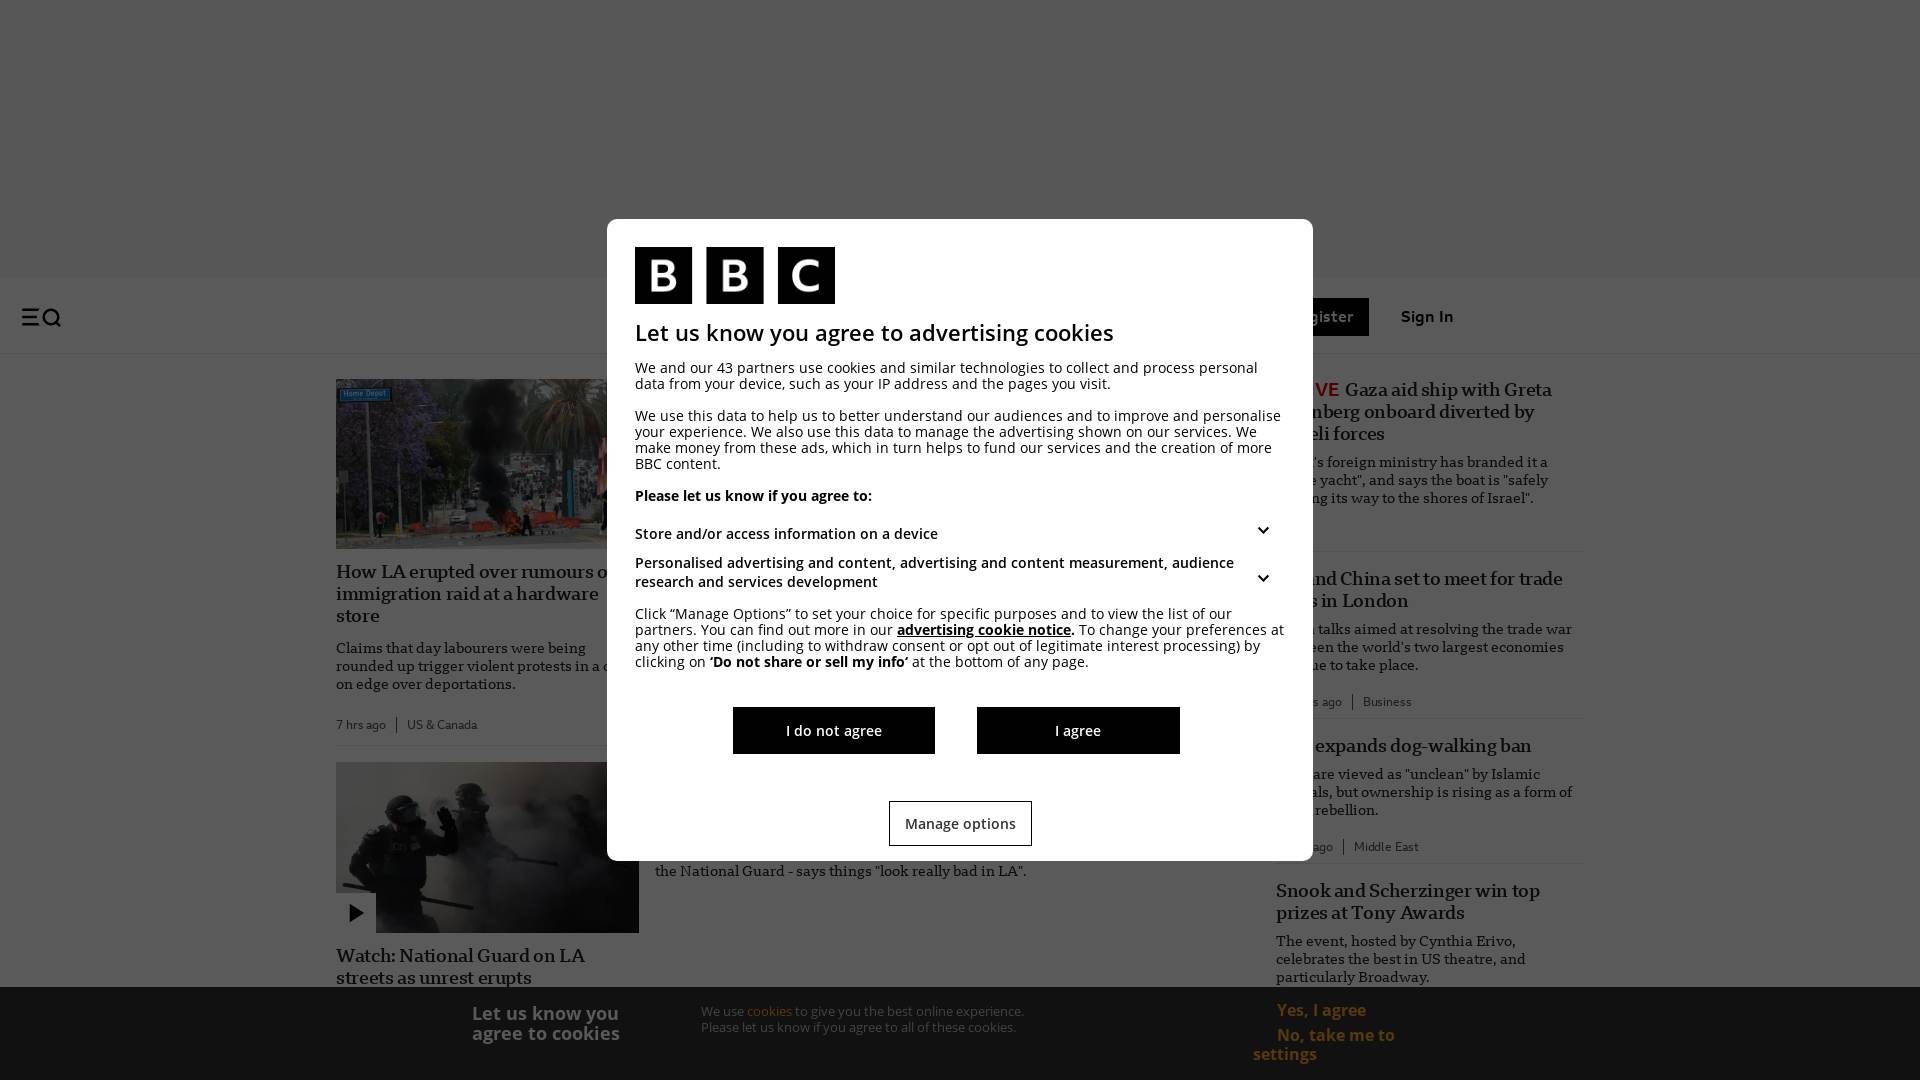 BBC
Let us know you agree to advertising cookies
We and our 43 partners use cookies and similar technologies to collect and process personal
data from your device, such as your IP address and the pages you visit.
We use this data to help us to better understand our audiences and to improve and personalise
your experience. We also use this data to manage the advertising shown on our services. We
make money from these ads, which in turn helps to fund our services and the creation of more
BBC content.
Please let us know if you agree to:
Store and/or access information on a device
Personalised advertising and content, advertising and content measurement, audience
research and services development
Click “Manage Options” to set your choice for specific purposes and to view the list of our
partners. You can find out more in our advertising cookie notice. To change your preferences at
any other time (including to withdraw consent or opt out of legitimate interest processing) by
clicking on ‘Do not share or sell my info’ at the bottom of any page.
I do not agree
I agree
Manage options
Sign In
Home Depot
How LA erupted over rumours
immigration raid at a hardware
store
Claims that day labourers were being
rounded up trigger violent protests in a
on edge over deportations.
7 hrs ago
US & Canada
Watch: National Guard on LA
streets as unrest erupts
the National Guard - says things "look really bad in LA".
Gaza aid ship with Greta
onboard diverted by
forces
foreign ministry has branded it a
yacht", and says the boat is "safely
its way to the shores of Israel".
and China set to meet for trade
in London
talks aimed at resolving the trade war
the world's two largest economies
to take place.
ago
Business
expands dog-walking ban
are vieved as "unclean" by Islamic
but ownership is rising as a form of
rebellion.
ago
Middle East
Snook and Scherzinger win top
prizes at Tony Awards
The event, hosted by Cynthia Erivo,
celebrates the best in US theatre, and
particularly Broadway.
Let us know you
agree to cookies
We use cookies to give you the best online experience.
Please let us know if you agree to all of these cookies.
Yes, I agree
No, take me to
settings